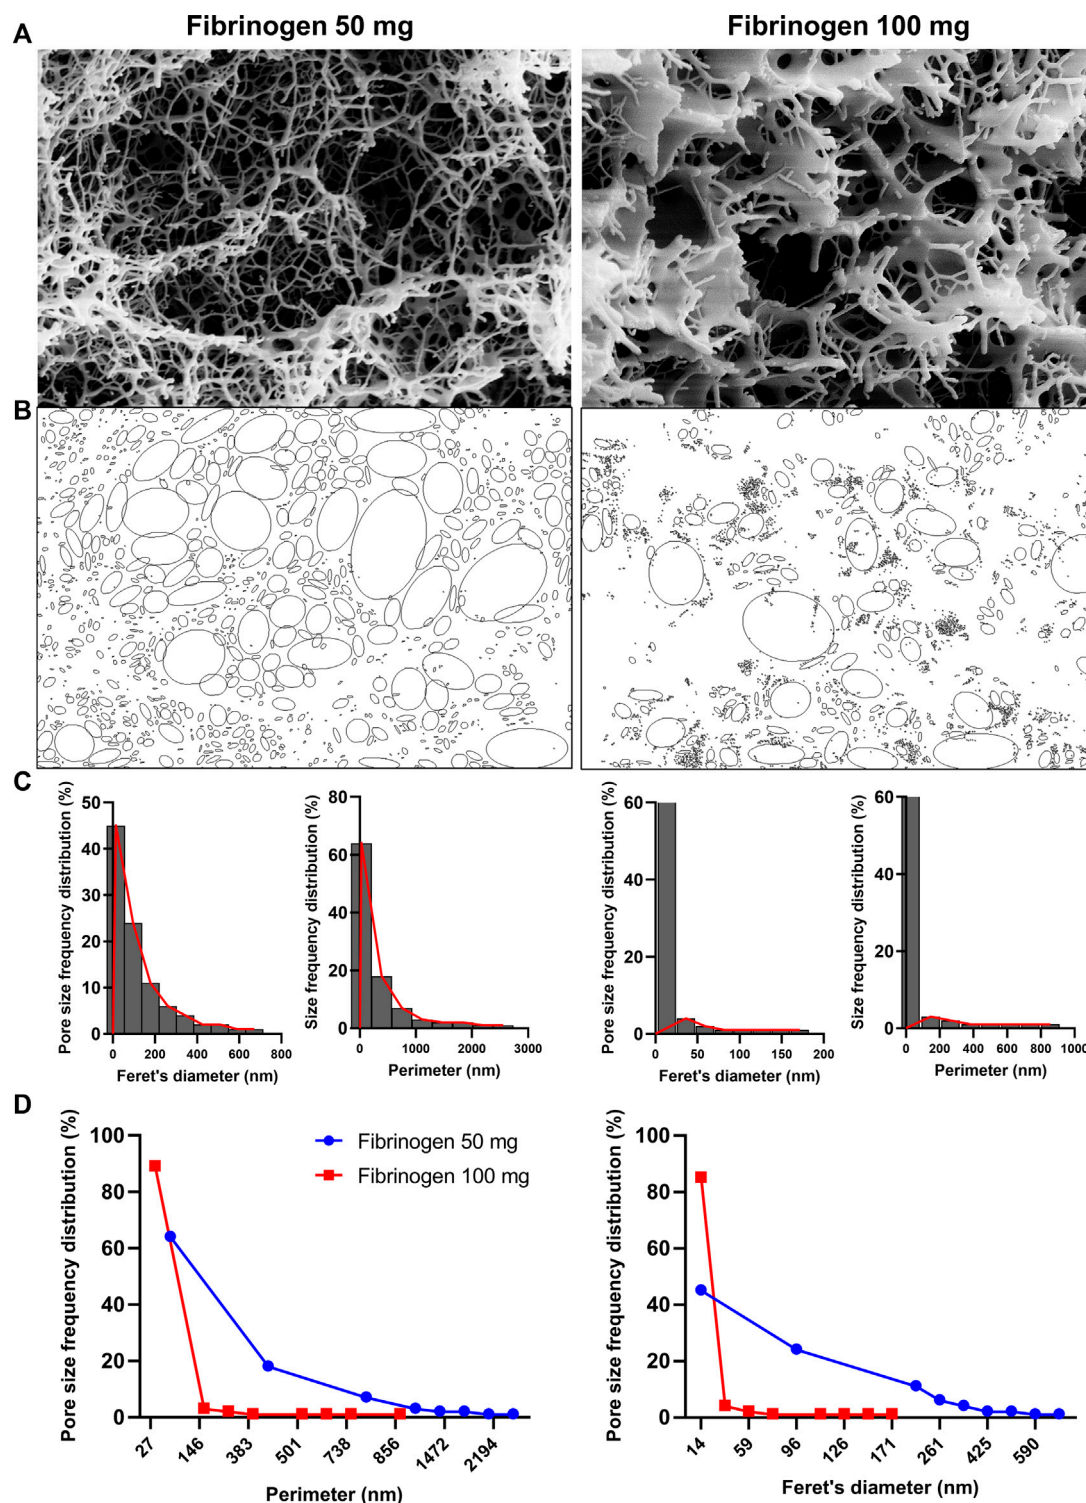 Fibrinogen 50 mg
Fibrinogen 100 mg
A
B
C
Pore size frequency distribution (%)
50
40
30
20
10
0
0 200 400 600 800
Feret's diameter (nm)
Size frequency distribution (%)
80
60
40
20
0
0 1000 2000 3000
Perimeter (nm)
Pore size frequency distribution (%)
60
40
20
0
0 50 100 150 200
Feret's diameter (nm)
Size frequency distribution (%)
60
40
20
0
0 200 400 600 800 1000
Perimeter (nm)
D
Pore size frequency distribution (%)
100
80
60
40
20
0
27 146 383 501 738 856 1472 2194
Perimeter (nm)
Fibrinogen 50 mg
Fibrinogen 100 mg
Pore size frequency distribution (%)
100
80
60
40
20
0
14 59 96 126 171 261 425 590
Feret's diameter (nm)